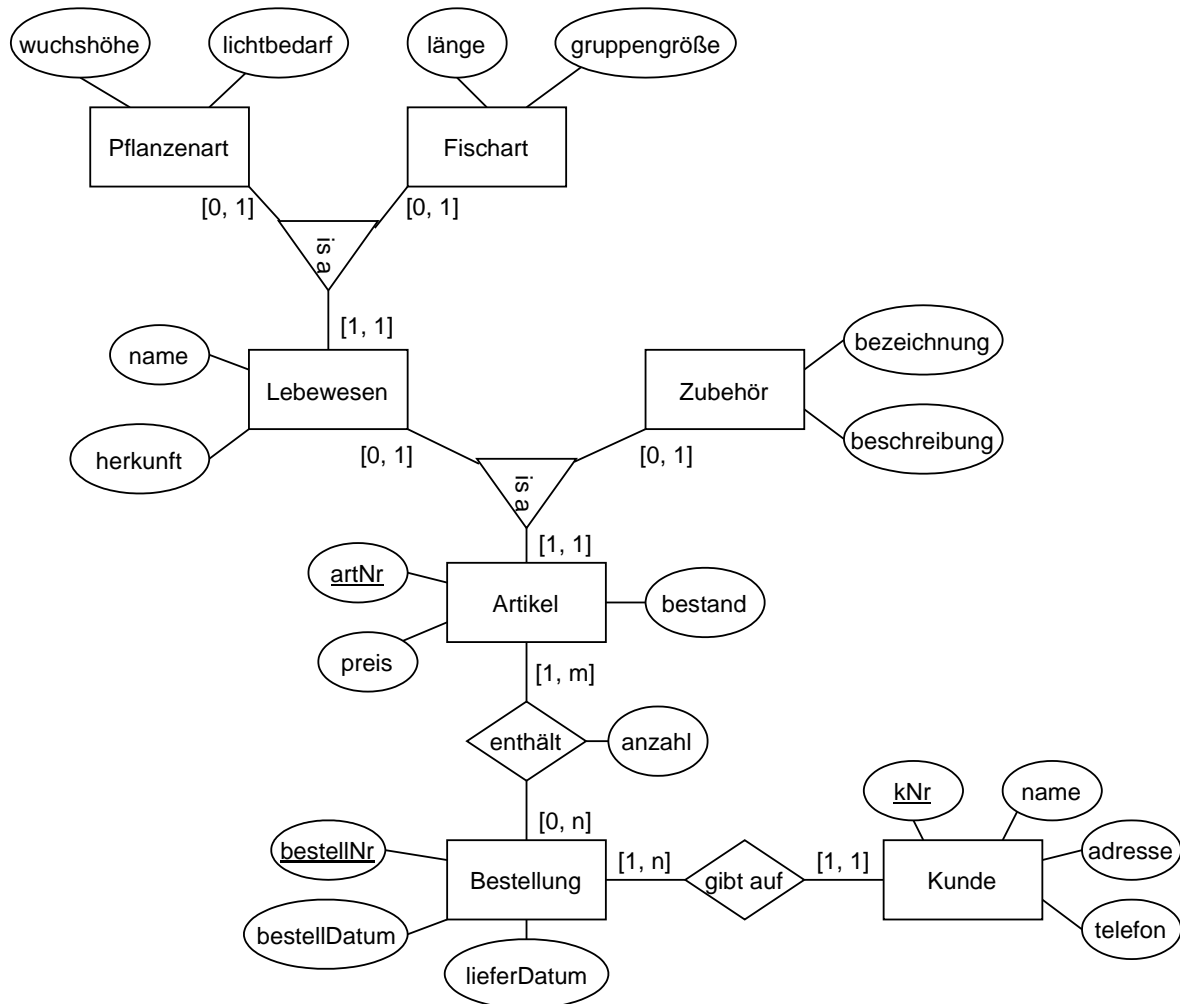 wuchshöhe
lichtbedarf
länge
gruppengröße
Pflanzenart
Fischart
[0, 1]
[0, 1]
is a
[1, 1]
name
bezeichnung
Lebewesen
Zubehör
herkunft
beschreibung
[0, 1]
[0, 1]
is a
[1, 1]
artNr
Artikel
bestand
preis
[1, m]
enthält
anzahl
kNr
name
[0, n]
bestellNr
[1, n]
[1, 1]
adresse
Bestellung
gibt auf
Kunde
bestellDatum
telefon
lieferDatum